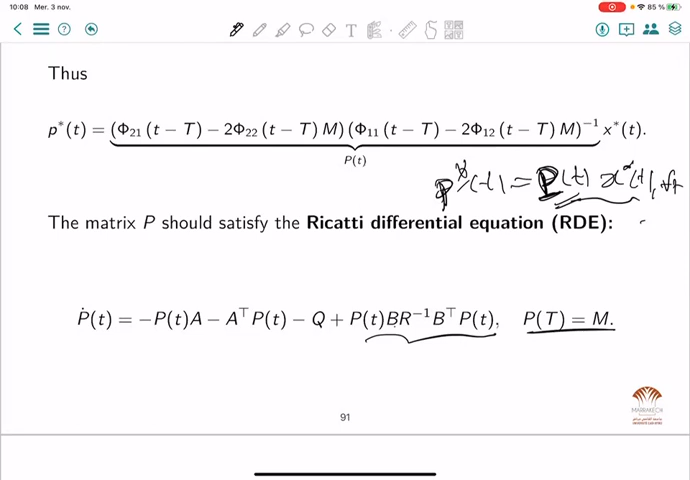 10:08 Mer. 3 nov.
85 %
Thus
p*(t) = (Φ₂₁ (t − T) − 2Φ₂₂ (t − T) M) (Φ₁₁ (t − T) − 2Φ₁₂ (t − T) M)⁻¹ x*(t).
P(t)
p*(t) = P(t) x*(t), ∀t
The matrix P should satisfy the Ricatti differential equation (RDE):
Ṗ(t) = −P(t)A − A⊤P(t) − Q + P(t)BR⁻¹B⊤P(t), P(T) = M.
MARRAKECH
91